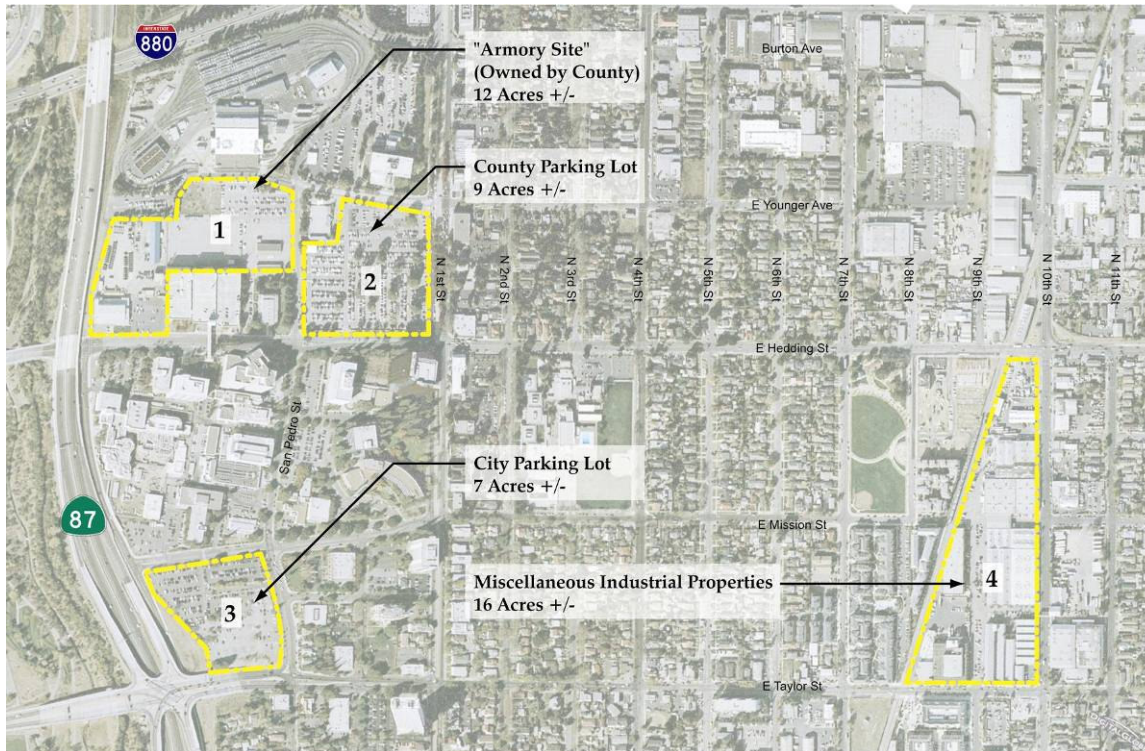 INTERSTATE
880
"Armory Site"
(Owned by County)
12 Acres +/-
Burton Ave
County Parking Lot
9 Acres +/-
E Younger Ave
1
2
N 1st St
N 2nd St
N 3rd St
N 4th St
N 5th St
N 6th St
N 7th St
N 8th St
N 9th St
N 10th St
N 11th St
E Hedding St
San Pedro St
City Parking Lot
7 Acres +/-
87
E Mission St
Miscellaneous Industrial Properties
16 Acres +/-
4
3
E Taylor St